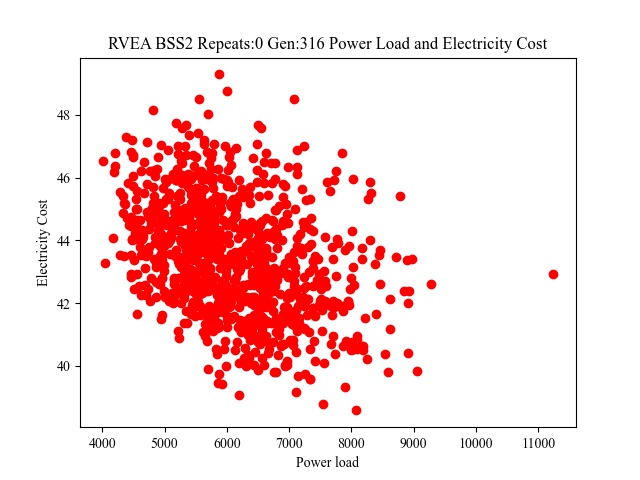 RVEA BSS2 Repeats:0 Gen:316 Power Load and Electricity Cost
48
46
44
42
40
Electricity Cost
4000 5000 6000 7000 8000 9000 10000 11000
Power load